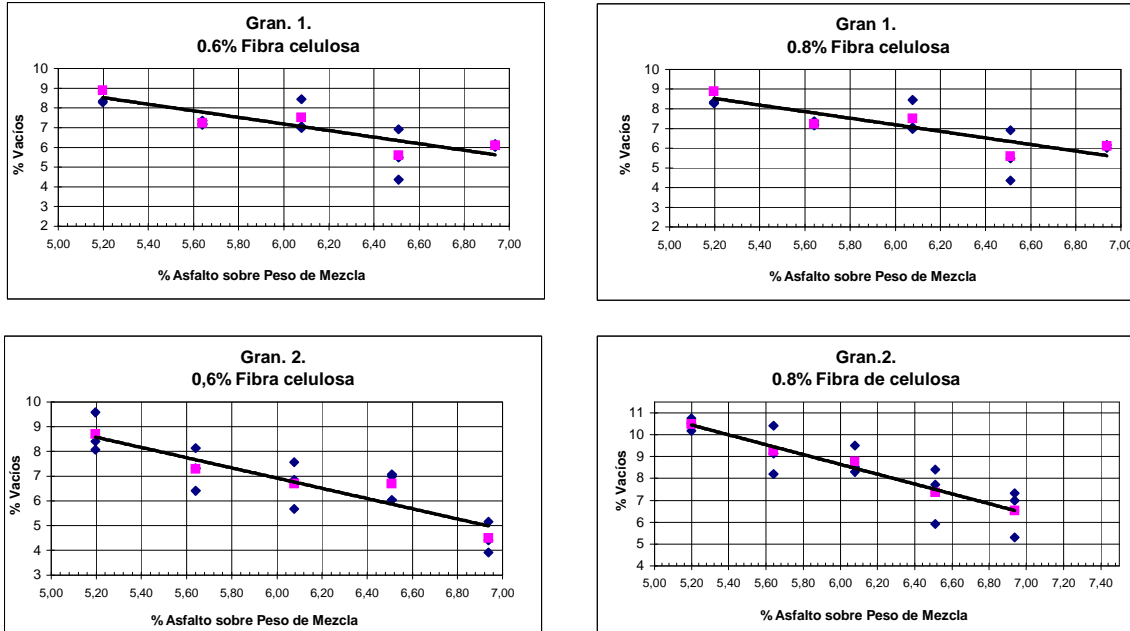 Gran. 1.
0.6% Fibra celulosa
10
9
8
7
6
5
4
3
2
% Vacíos
5,00 5,20 5,40 5,60 5,80 6,00 6,20 6,40 6,60 6,80 7,00
% Asfalto sobre Peso de Mezcla
Gran 1.
0.8% Fibra celulosa
10
9
8
7
6
5
4
3
2
% Vacíos
5,00 5,20 5,40 5,60 5,80 6,00 6,20 6,40 6,60 6,80 7,00
% Asfalto sobre Peso de Mezcla
Gran. 2.
0,6% Fibra celulosa
10
9
8
7
6
5
4
3
% Vacíos
5,00 5,20 5,40 5,60 5,80 6,00 6,20 6,40 6,60 6,80 7,00
% Asfalto sobre Peso de Mezcla
Gran.2.
0.8% Fibra de celulosa
11
10
9
8
7
6
5
4
% Vacíos
5,00 5,20 5,40 5,60 5,80 6,00 6,20 6,40 6,60 6,80 7,00 7,20 7,40
% Asfalto sobre Peso de Mezcla